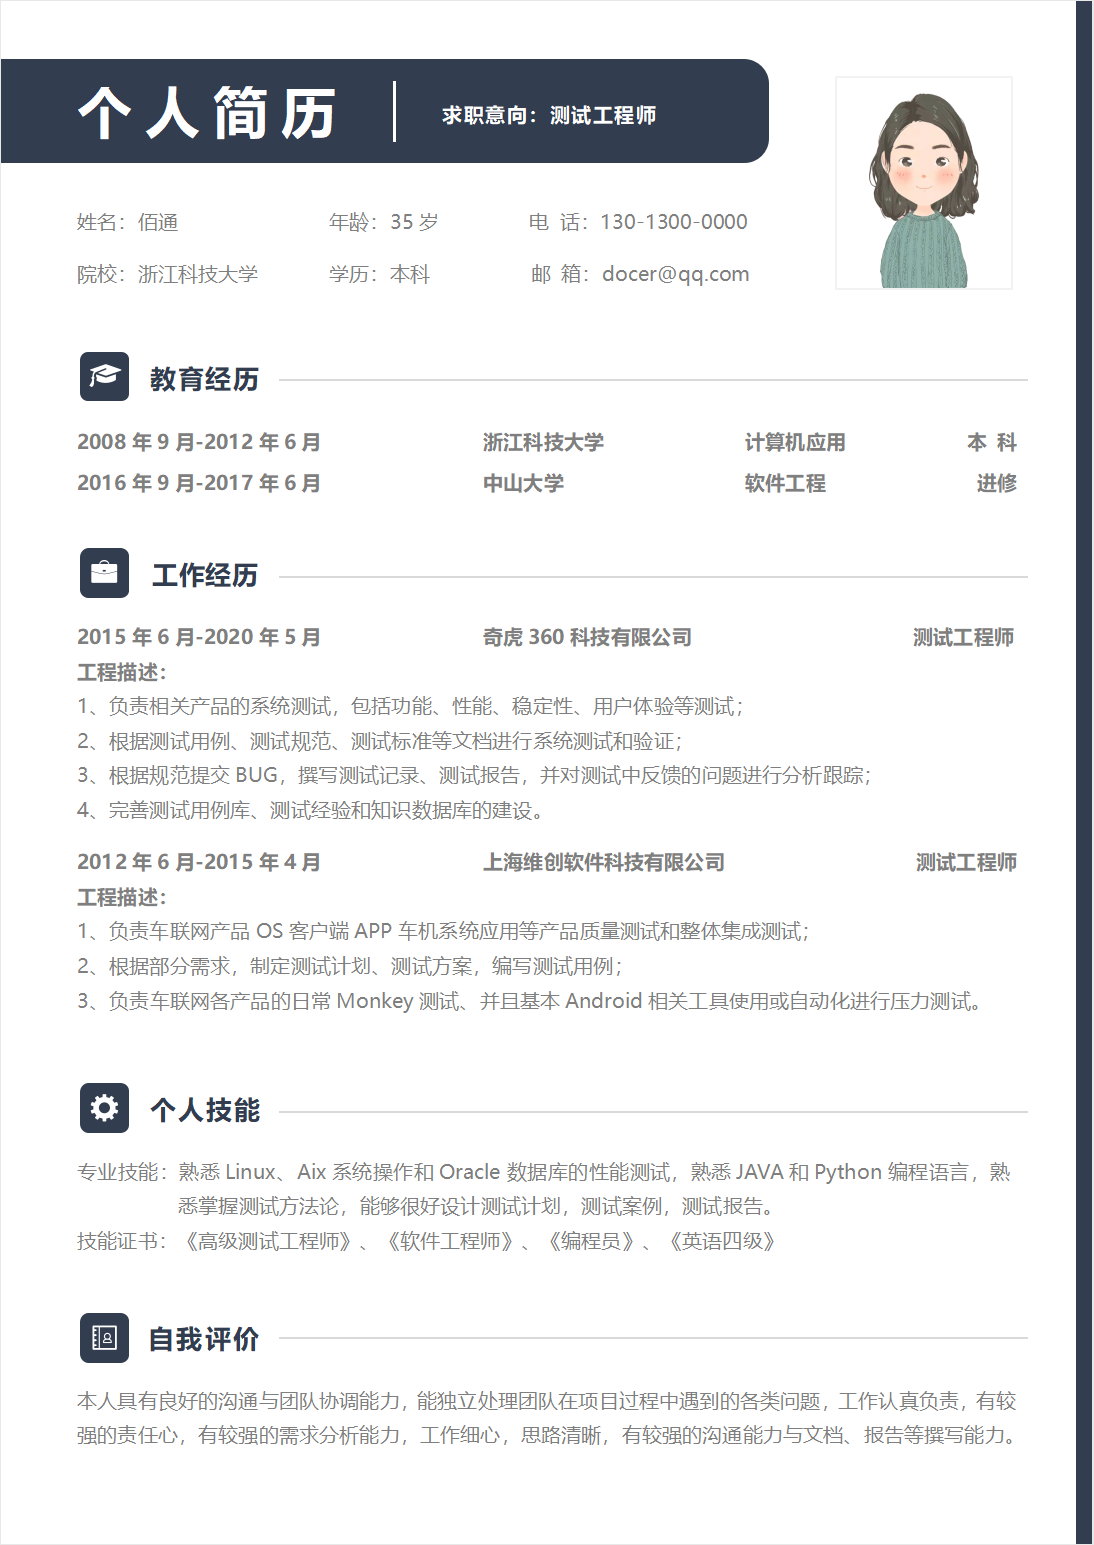 个人简历
求职意向：测试工程师
姓名：佰通 年龄：35 岁 电 话：130-1300-0000
院校：浙江科技大学 学历：本科 邮 箱：docer@qq.com
教育经历
2008 年 9 月-2012 年 6 月 浙江科技大学 计算机应用 本 科
2016 年 9 月-2017 年 6 月 中山大学 软件工程 进修
工作经历
2015 年 6 月-2020 年 5 月 奇虎 360 科技有限公司 测试工程师
工程描述：
1、负责相关产品的系统测试，包括功能、性能、稳定性、用户体验等测试；
2、根据测试用例、测试规范、测试标准等文档进行系统测试和验证；
3、根据规范提交 BUG，撰写测试记录、测试报告，并对测试中反馈的问题进行分析跟踪；
4、完善测试用例库、测试经验和知识数据库的建设。
2012 年 6 月-2015 年 4 月 上海维创软件科技有限公司 测试工程师
工程描述：
1、负责车联网产品 OS 客户端 APP 车机系统应用等产品质量测试和整体集成测试；
2、根据部分需求，制定测试计划、测试方案，编写测试用例；
3、负责车联网各产品的日常 Monkey 测试、并且基本 Android 相关工具使用或自动化进行压力测试。
个人技能
专业技能：熟悉 Linux、Aix 系统操作和 Oracle 数据库的性能测试，熟悉 JAVA 和 Python 编程语言，熟
悉掌握测试方法论，能够很好设计测试计划，测试案例，测试报告。
技能证书：《高级测试工程师》、《软件工程师》、《编程员》、《英语四级》
自我评价
本人具有良好的沟通与团队协调能力，能独立处理团队在项目过程中遇到的各类问题，工作认真负责，有较
强的责任心，有较强的需求分析能力，工作细心，思路清晰，有较强的沟通能力与文档、报告等撰写能力。